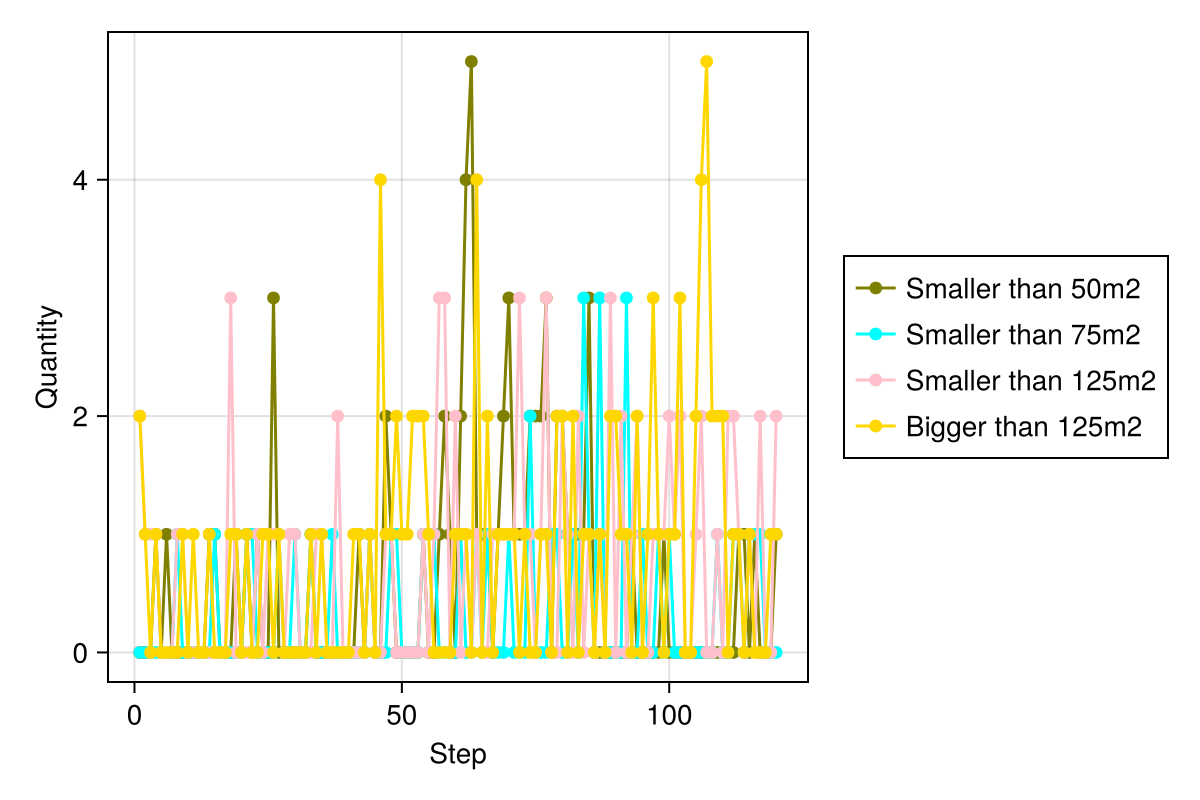 4
2
0
Quantity
0
50
100
Step
Smaller than 50m2
Smaller than 75m2
Smaller than 125m2
Bigger than 125m2